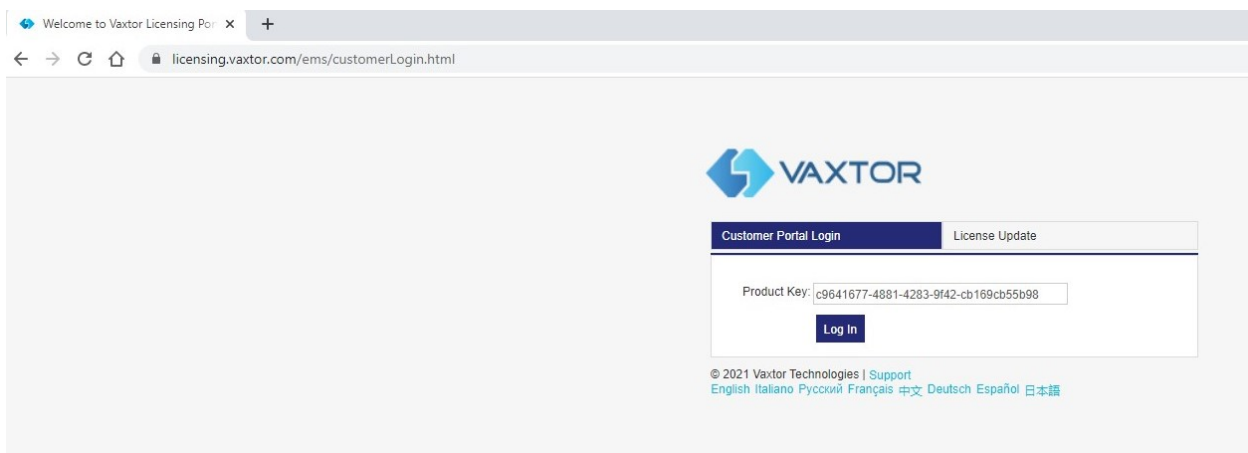 Welcome to Vaxtor Licensing Por
licensing.vaxtor.com/ems/customerLogin.html
VAXTOR
Customer Portal Login License Update
Product Key: c9641677-4881-4283-9f42-cb169cb55b98
Log In
© 2021 Vaxtor Technologies | Support
English Italiano Русский Français 中文 Deutsch Español 日本語